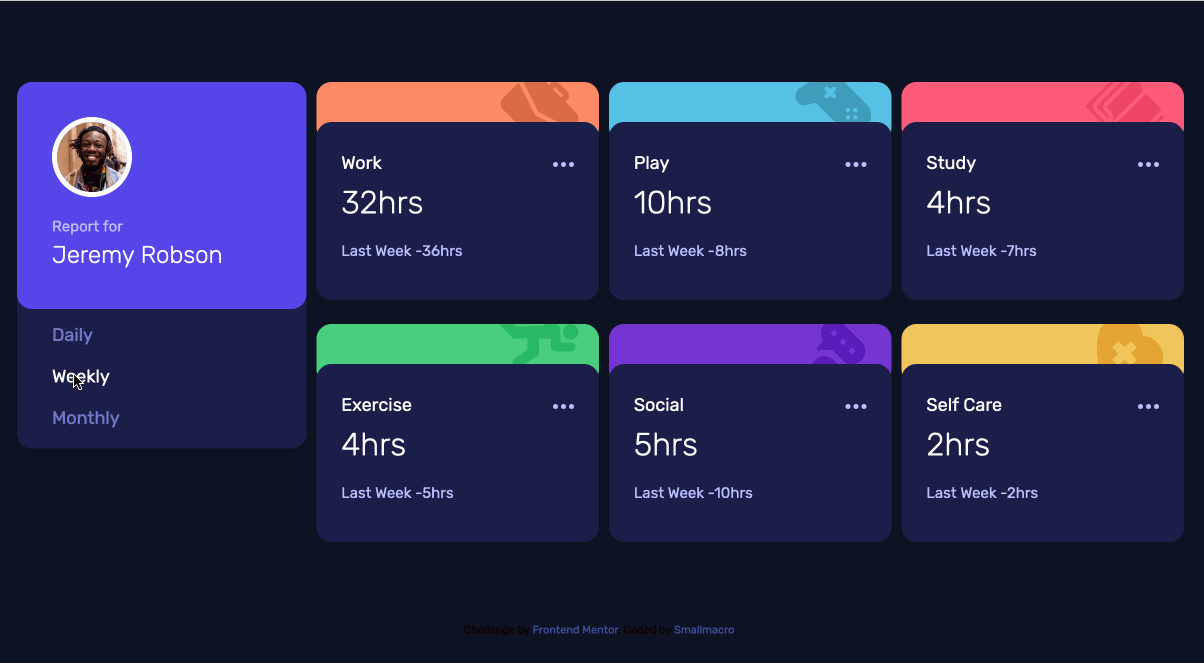 Report for
Jeremy Robson
Daily
Weekly
Monthly
Work
32hrs
Last Week -36hrs
Play
10hrs
Last Week -8hrs
Study
4hrs
Last Week -7hrs
Exercise
4hrs
Last Week -5hrs
Social
5hrs
Last Week -10hrs
Self Care
2hrs
Last Week -2hrs
Challenge by Frontend Mentor. Coded by Smallmacro.